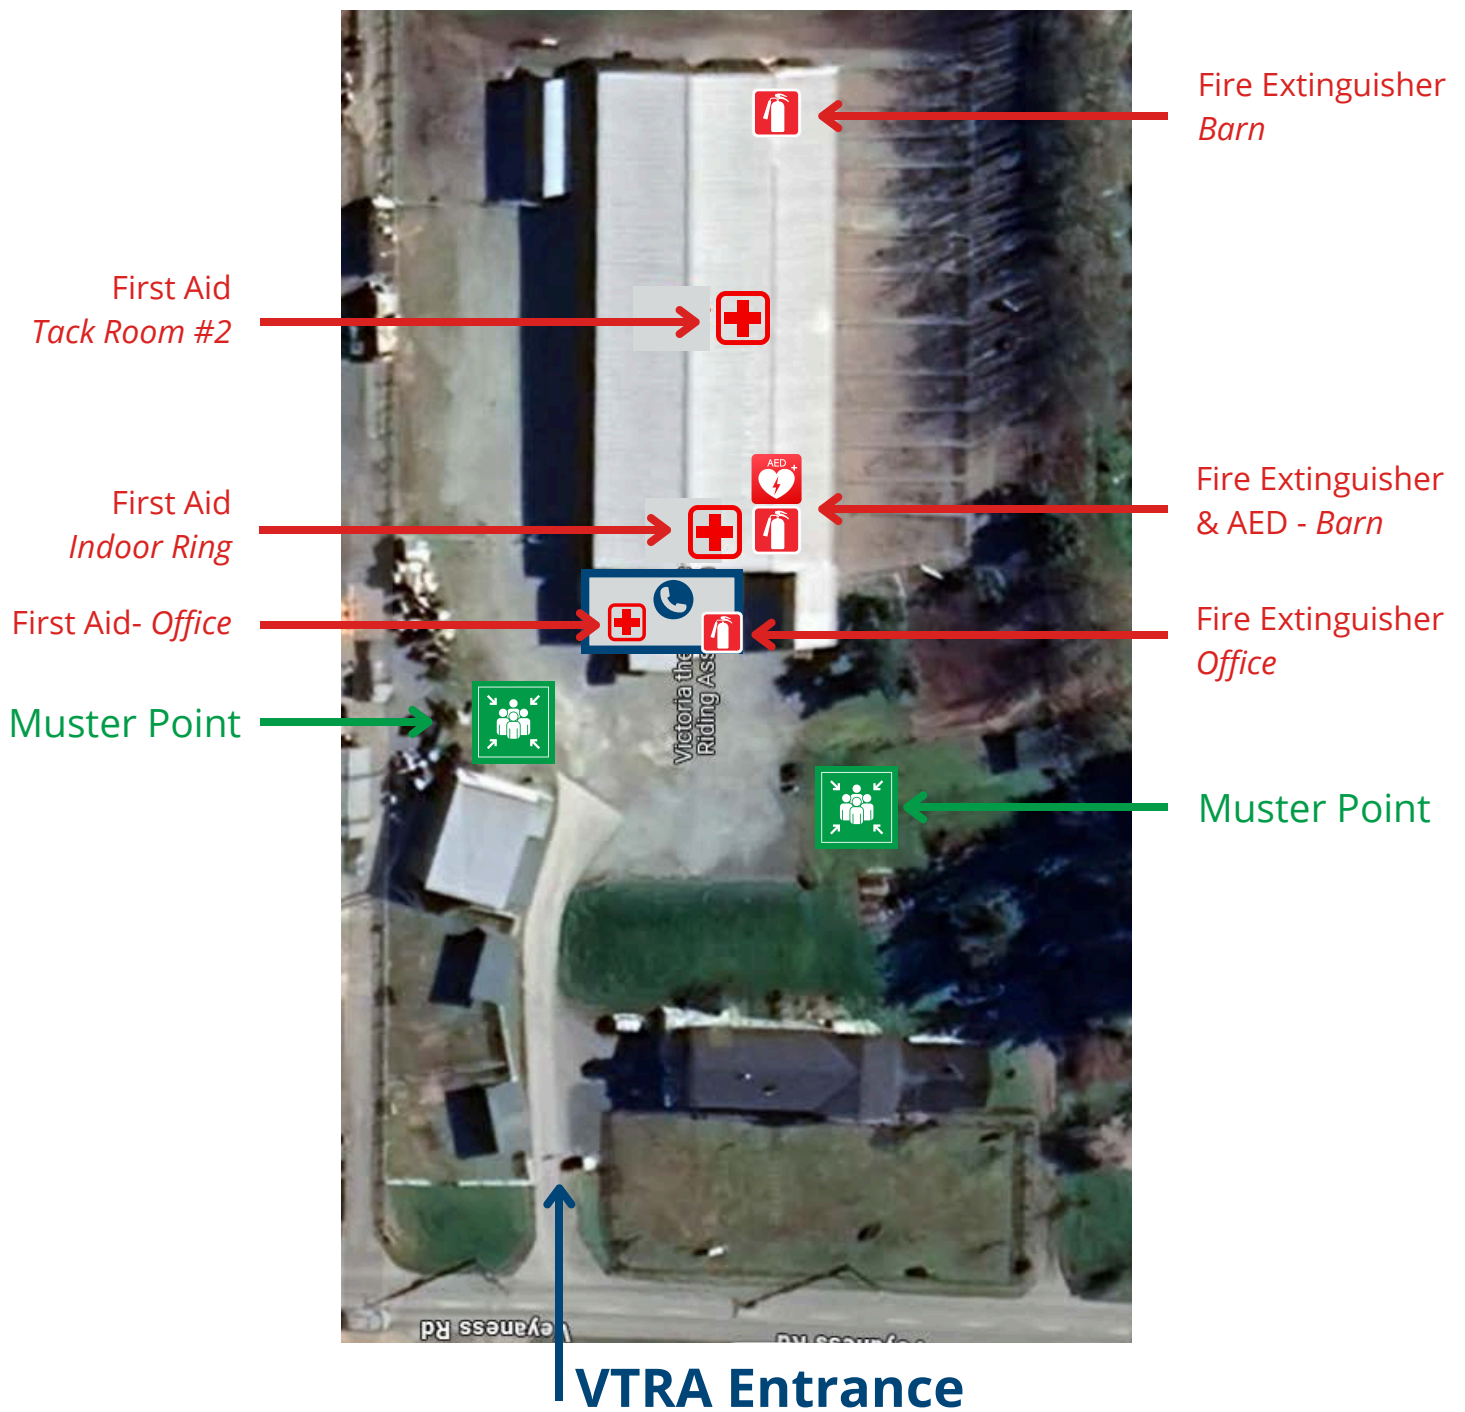 Fire Extinguisher
Barn
First Aid
Tack Room #2
AED
Fire Extinguisher
& AED - Barn
First Aid
Indoor Ring
First Aid- Office
Fire Extinguisher
Office
Victoria the
Riding Ass
Muster Point
Muster Point
Veyaness Rd
VTRA Entrance